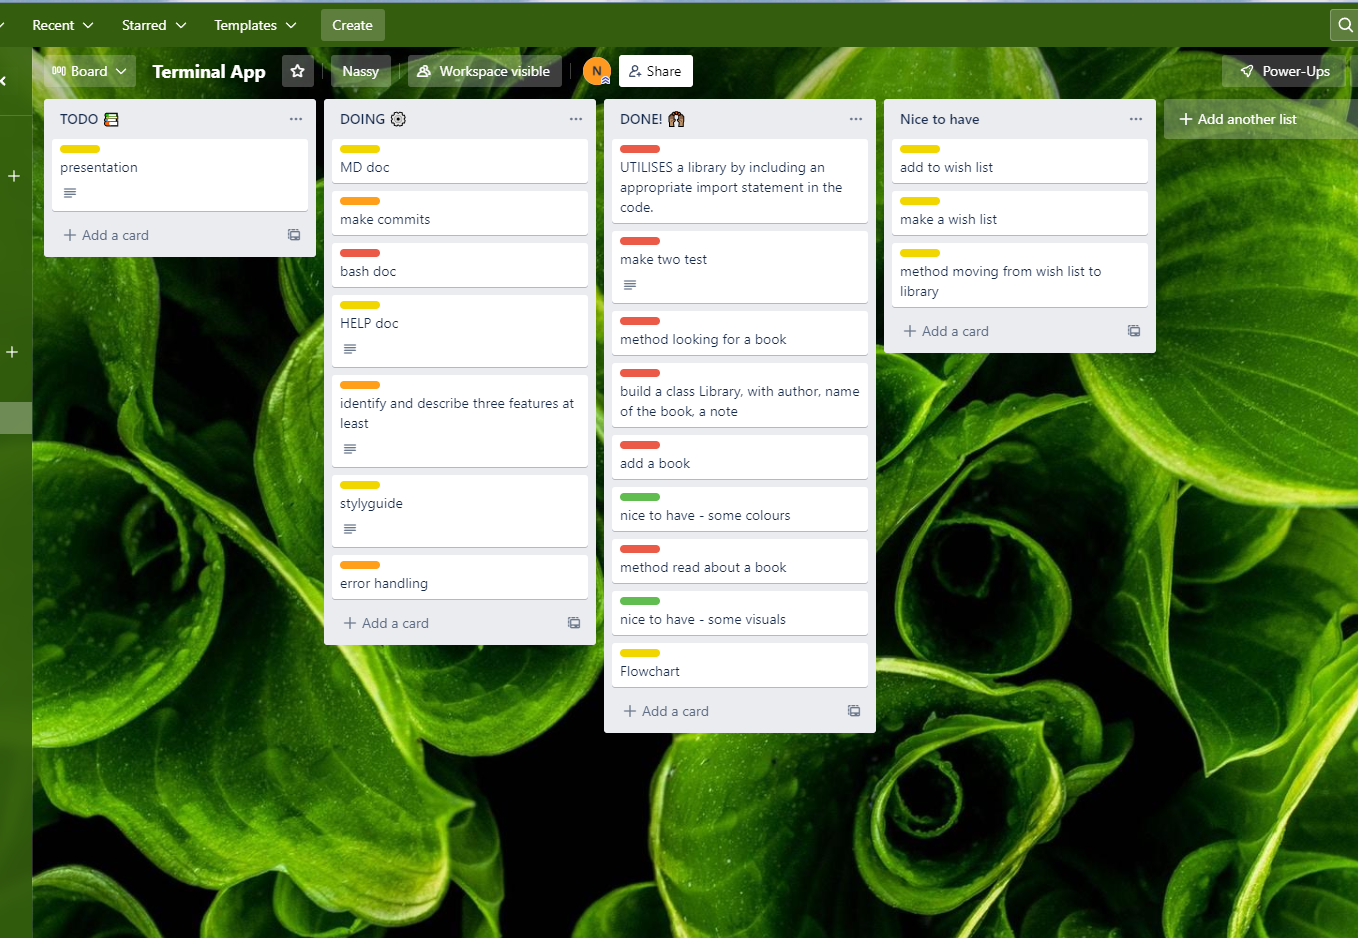 Recent
Starred
Templates
Create
Board
Terminal App
Nassy
Workspace visible
N
Share
Power-Ups
TODO
presentation
Add a card
DOING
MD doc
make commits
bash doc
HELP doc
identify and describe three features at
least
stylyguide
error handling
Add a card
DONE!
UTILISES a library by including an
appropriate import statement in the
code.
make two test
method looking for a book
build a class Library, with author, name
of the book, a note
add a book
nice to have - some colours
method read about a book
nice to have - some visuals
Flowchart
Add a card
Nice to have
add to wish list
make a wish list
method moving from wish list to
library
Add a card
Add another list